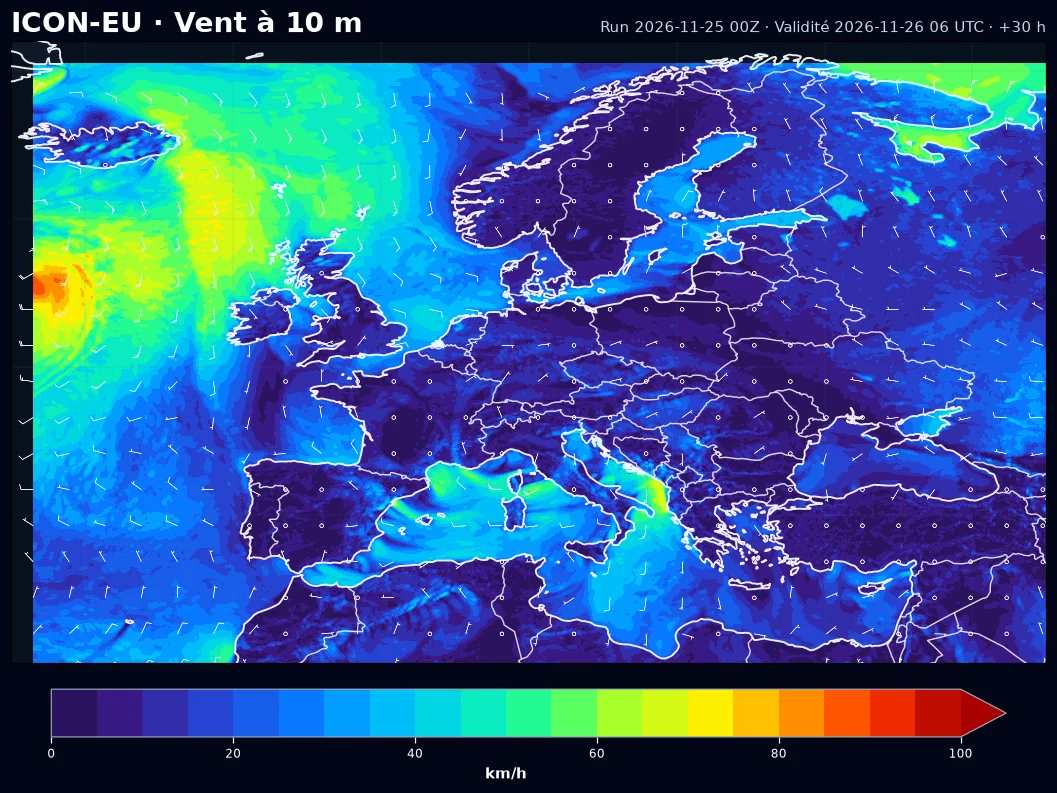 ICON-EU · Vent à 10 m
Run 2026-11-25 00Z · Validité 2026-11-26 06 UTC · +30 h
0 20 40 60 80 100
km/h